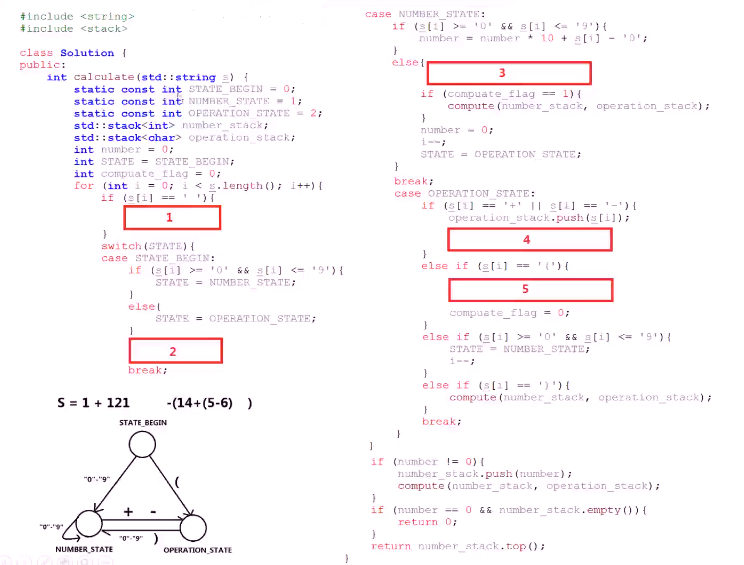 #include <string>
#include <stack>
class Solution {
public:
int calculate(std::string s) {
static const int STATE_BEGIN = 0;
static const int NUMBER_STATE = 1;
static const int OPERATION_STATE = 2;
std::stack<int> number_stack;
std::stack<char> operation_stack;
int number = 0;
int STATE = STATE_BEGIN;
int compuate_flag = 0;
for (int i = 0; i < s.length(); i++){
if (s[i] == ' '){
1
}
switch(STATE){
case STATE_BEGIN:
if (s[i] >= '0' && s[i] <= '9'){
STATE = NUMBER_STATE;
}
else{
STATE = OPERATION_STATE;
}
2
break;
case NUMBER_STATE:
if (s[i] >= '0' && s[i] <= '9'){
number = number * 10 + s[i] - '0';
}
else{
3
if (compuate_flag == 1){
compute(number_stack, operation_stack);
}
number = 0;
i--;
STATE = OPERATION_STATE;
}
break;
case OPERATION_STATE:
if (s[i] == '+' || s[i] == '-'){
operation_stack.push(s[i]);
4
}
else if (s[i] == '('){
5
compuate_flag = 0;
}
else if (s[i] >= '0' && s[i] <= '9'){
STATE = NUMBER_STATE;
i--;
}
else if (s[i] == ')'){
compute(number_stack, operation_stack);
}
break;
}
}
if (number != 0){
number_stack.push(number);
compute(number_stack, operation_stack);
}
if (number == 0 && number_stack.empty()){
return 0;
}
return number_stack.top();
}
S = 1 + 121 -(14+(5-6) )
STATE_BEGIN
"0"-"9" (
+ -
"0"-"9" "0"-"9" )
NUMBER_STATE OPERATION_STATE